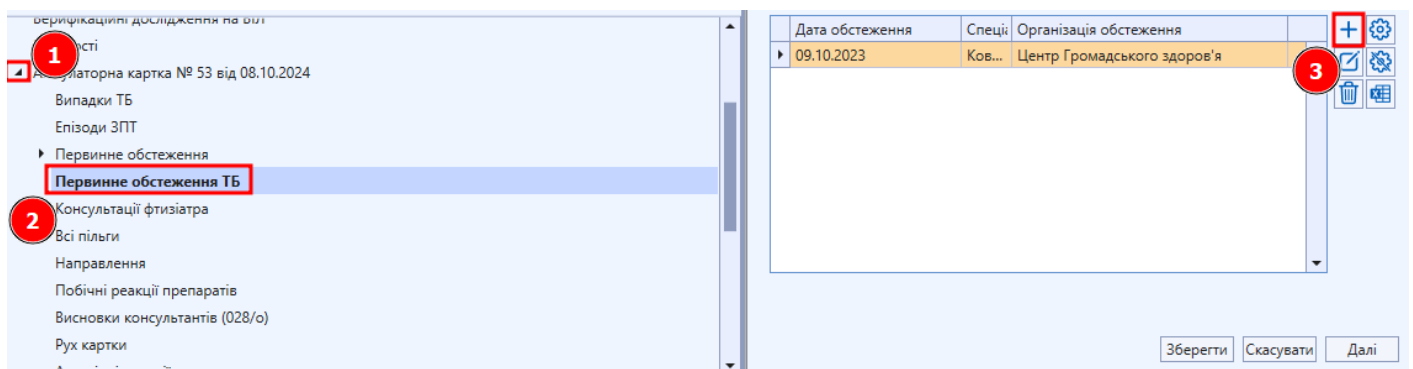 Верифікаційні дослідження на ВІЛ
1
Амбулаторна картка № 53 від 08.10.2024
Випадки ТБ
Епізоди ЗПТ
Первинне обстеження
Первинне обстеження ТБ
2
Консультації фтизіатра
Всі пільги
Направлення
Побічні реакції препаратів
Висновки консультантів (028/о)
Рух картки
Дата обстеження Спеці Організація обстеження
09.10.2023 Ков... Центр Громадського здоров'я
3
Зберегти Скасувати Далі